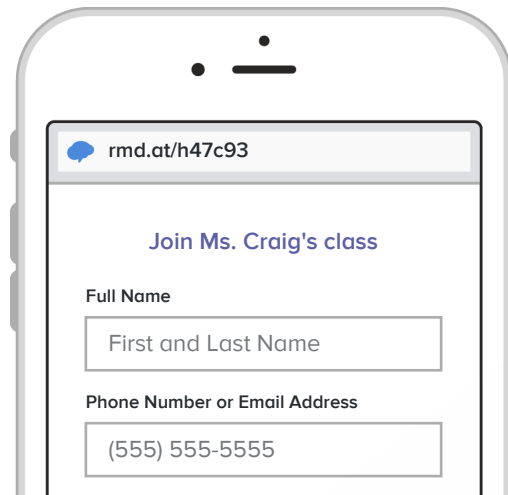 rmd.at/h47c93
Join Ms. Craig's class
Full Name
First and Last Name
Phone Number or Email Address
(555) 555-5555